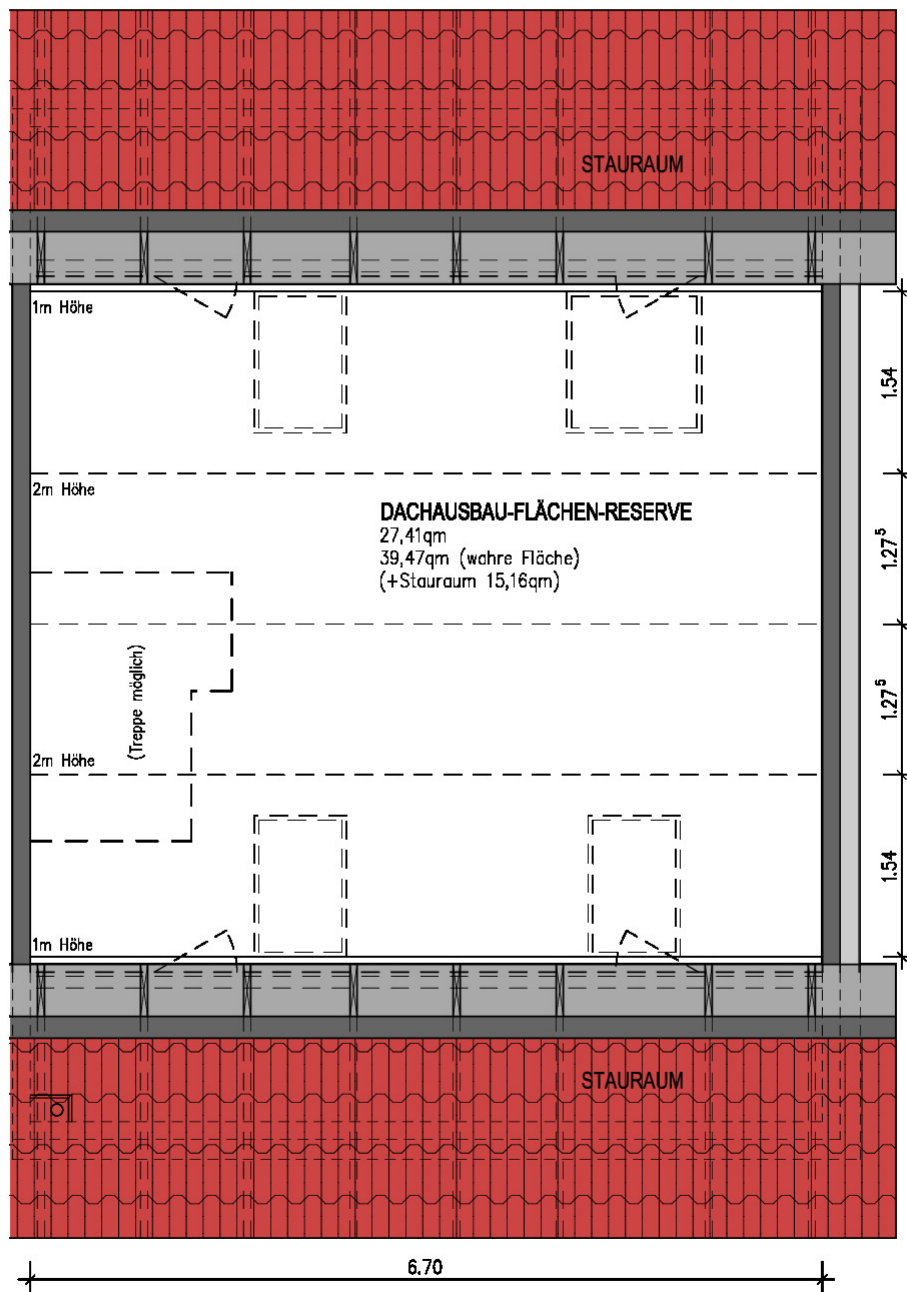 STAURAUM
1m Höhe
1.54
2m Höhe
DACHAUSBAU-FLÄCHEN-RESERVE
27,41qm
39,47qm (wahre Fläche)
(+Stauraum 15,16qm)
1.27⁵
(Treppe möglich)
1.27⁵
2m Höhe
1.54
1m Höhe
STAURAUM
6.70